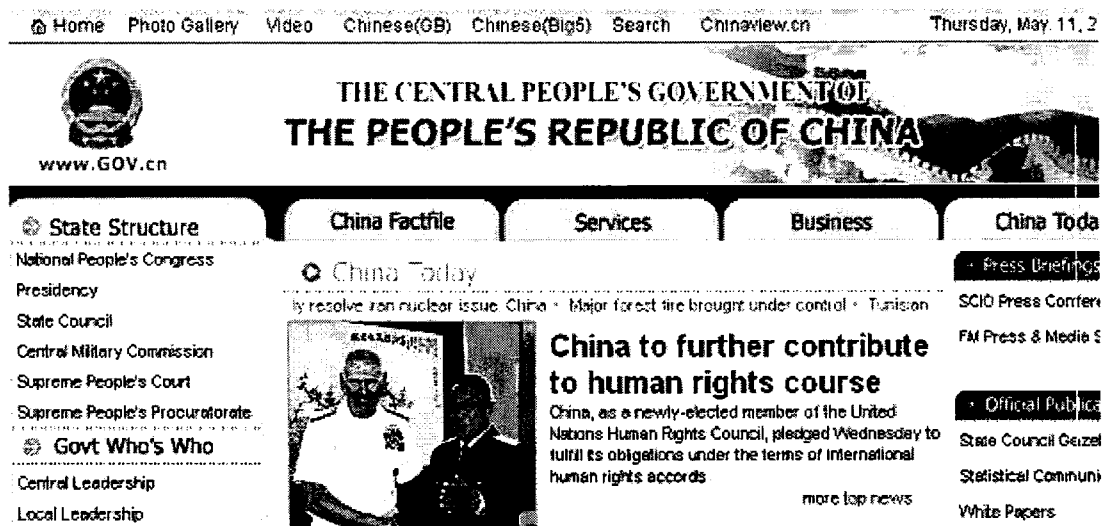 Home Photo Gallery Video Chinese(GB) Chinese(Big5) Search Chinaview.cn Thursday, May. 11, 2
THE CENTRAL PEOPLE'S GOVERNMENT OF
THE PEOPLE'S REPUBLIC OF CHINA
www.GOV.cn
State Structure
National People's Congress
Presidency
State Council
Central Military Commission
Supreme People's Court
Supreme People's Procuratorate
Govt Who's Who
Central Leadership
Local Leadership
China Factfile Services Business China Toda
China Today
ly resolve Iran nuclear issue: China • Major forest fire brought under control • Tunisian
China to further contribute
to human rights course
China, as a newly-elected member of the United
Nations Human Rights Council, pledged Wednesday to
fulfill its obligations under the terms of international
human rights accords
more top news
Press Briefings
SCIO Press Confere
FM Press & Media S
Official Publica
State Council Gazet
Statistical Communi
White Papers